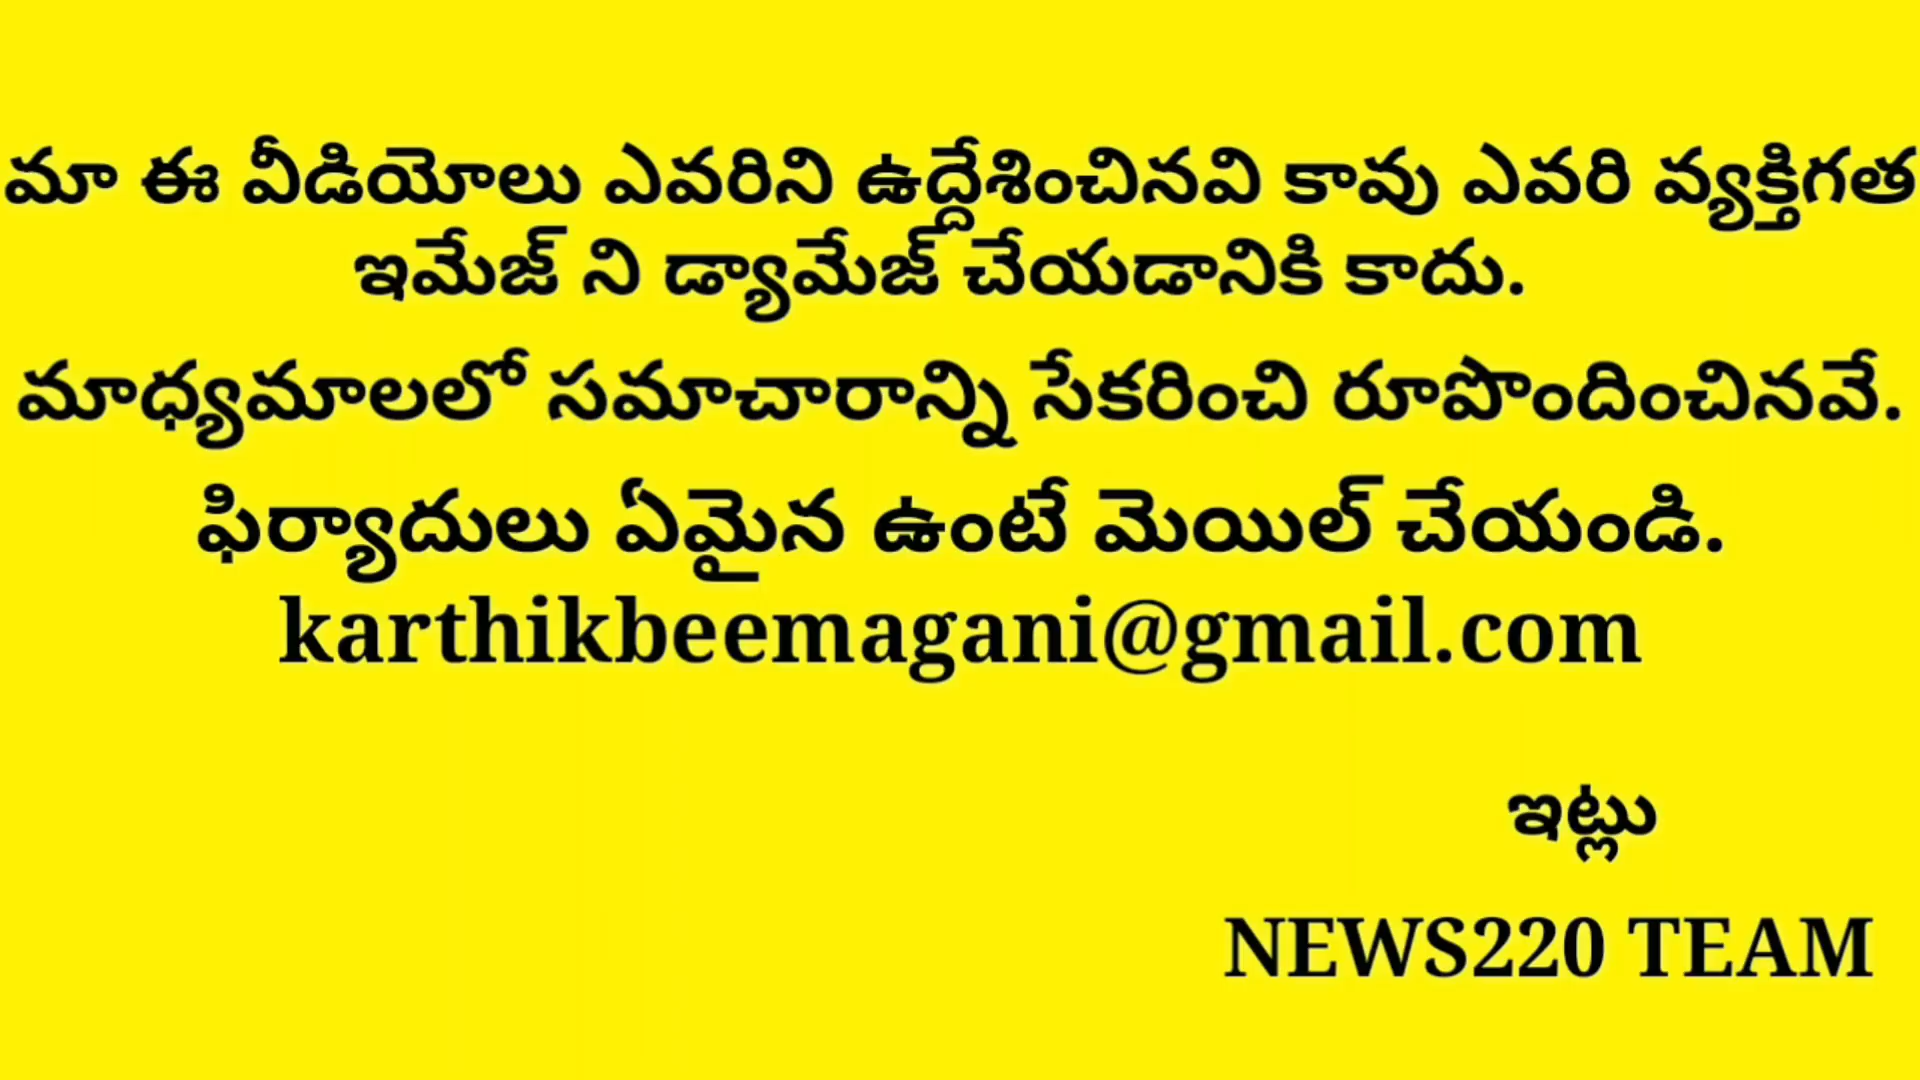 మా ఈ వీడియోలు ఎవరిని ఉద్దేశించినవి కావు ఎవరి వ్యక్తిగత
ఇమేజ్ ని డ్యామేజ్ చేయడానికి కాదు.
మాధ్యమాలలో సమాచారాన్ని సేకరించి రూపొందించినవే.
ఫిర్యాదులు ఏమైన ఉంటే మెయిల్ చేయండి.
karthikbeemagani@gmail.com
ఇట్లు
NEWS220 TEAM